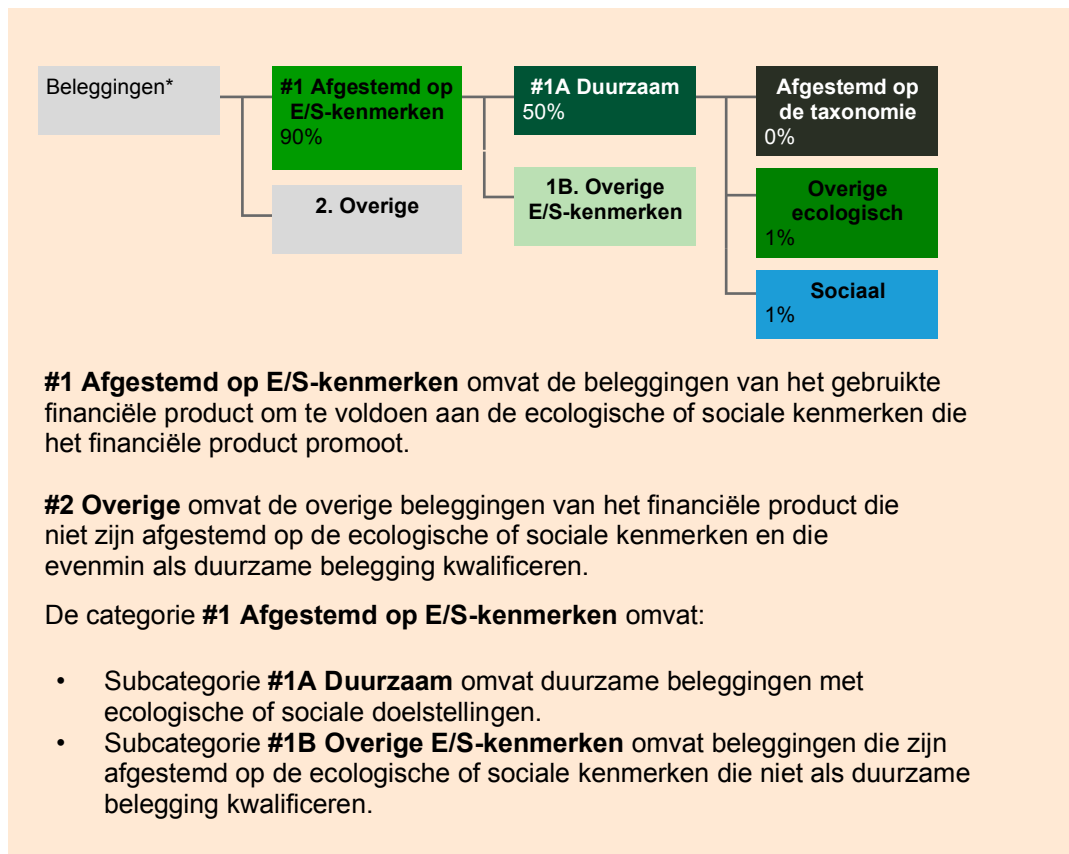 Beleggingen*
#1 Afgestemd op
E/S-kenmerken
90%
2. Overige
#1A Duurzaam
50%
1B. Overige
E/S-kenmerken
Afgestemd op
de taxonomie
0%
Overige
ecologisch
1%
Sociaal
1%
#1 Afgestemd op E/S-kenmerken omvat de beleggingen van het gebruikte
financiële product om te voldoen aan de ecologische of sociale kenmerken die
het financiële product promoot.
#2 Overige omvat de overige beleggingen van het financiële product die
niet zijn afgestemd op de ecologische of sociale kenmerken en die
evenmin als duurzame belegging kwalificeren.
De categorie #1 Afgestemd op E/S-kenmerken omvat:
• Subcategorie #1A Duurzaam omvat duurzame beleggingen met
ecologische of sociale doelstellingen.
• Subcategorie #1B Overige E/S-kenmerken omvat beleggingen die zijn
afgestemd op de ecologische of sociale kenmerken die niet als duurzame
belegging kwalificeren.